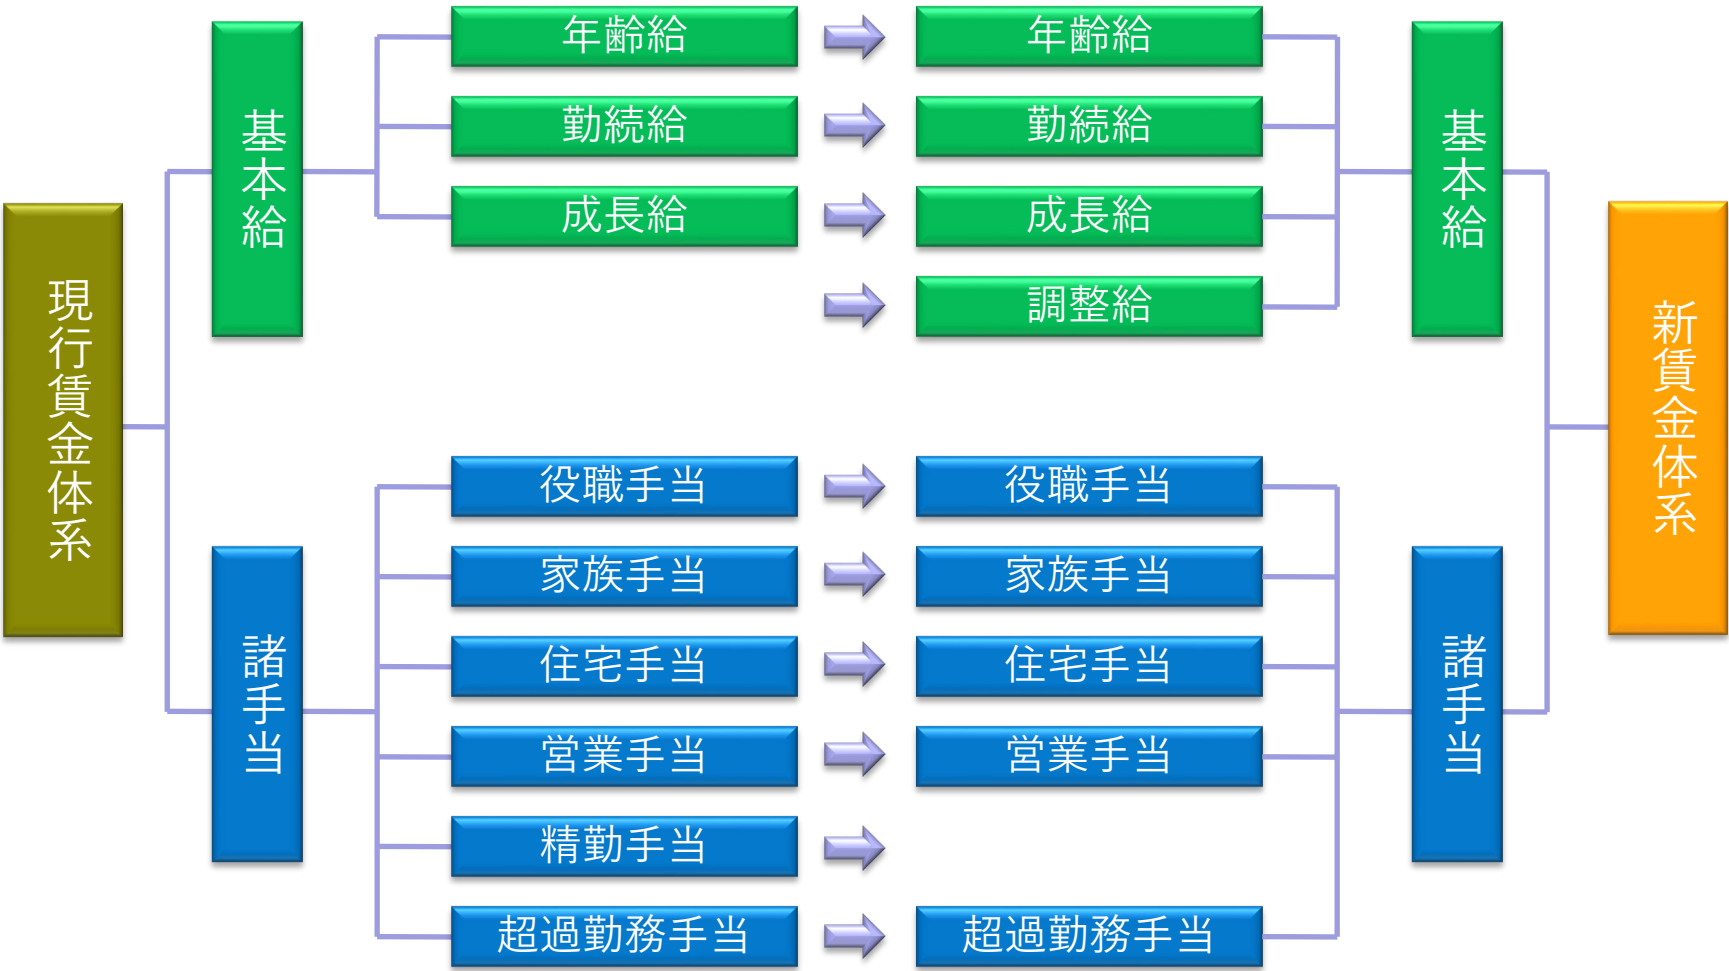 現行賃金体系
基本給
年齢給
勤続給
成長給
諸手当
役職手当
家族手当
住宅手当
営業手当
精勤手当
超過勤務手当
年齢給
勤続給
成長給
調整給
基本給
役職手当
家族手当
住宅手当
営業手当
超過勤務手当
諸手当
新賃金体系